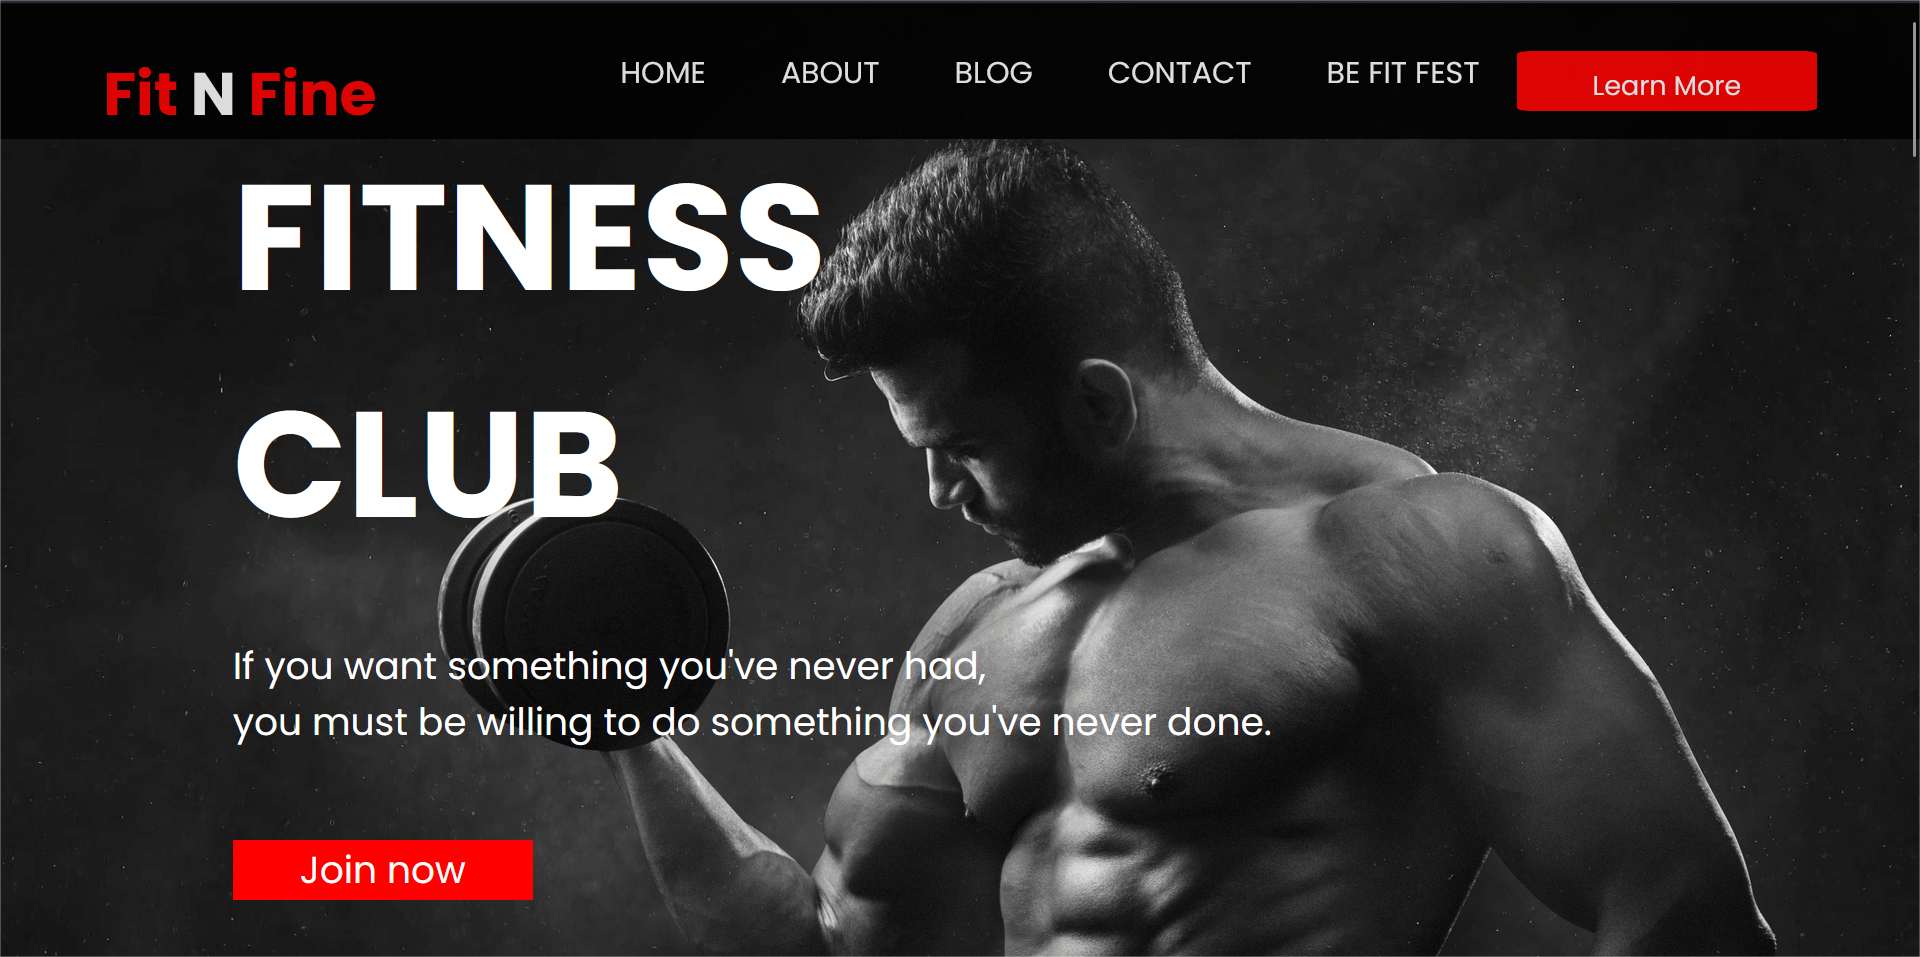 Fit N Fine
HOME
ABOUT
BLOG
CONTACT
BE FIT FEST
Learn More
FITNESS
CLUB
If you want something you've never had,
you must be willing to do something you've never done.
Join now